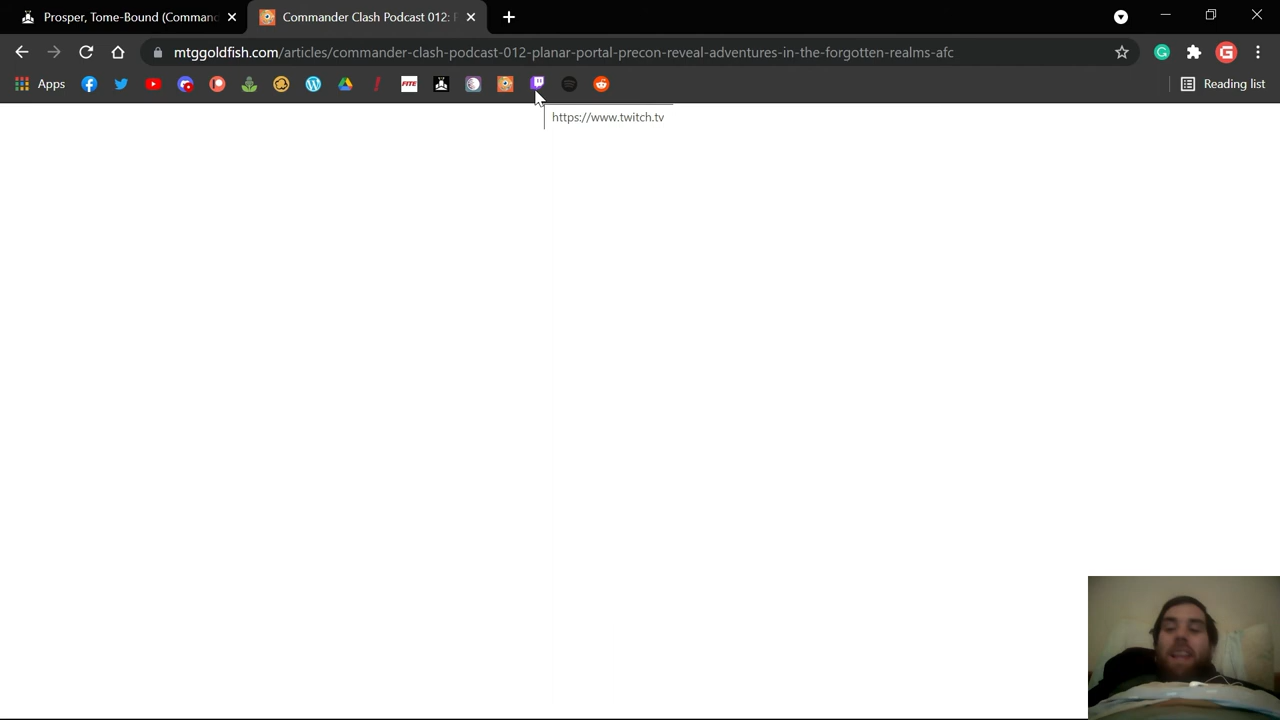 Prosper, Tome-Bound (Comman
Commander Clash Podcast 012:
mtggoldfish.com/articles/commander-clash-podcast-012-planar-portal-precon-reveal-adventures-in-the-forgotten-realms-afc
Apps
FITE
Reading list
https://www.twitch.tv